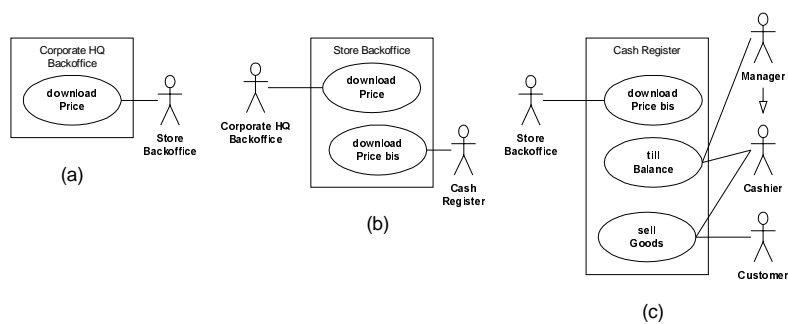 Corporate HQ
Backoffice
download
Price
Store
Backoffice
(a)
Store Backoffice
download
Price
Corporate HQ
Backoffice
download
Price bis
Cash
Register
(b)
Cash Register
Manager
download
Price bis
Store
Backoffice
till
Balance
Cashier
sell
Goods
Customer
(c)